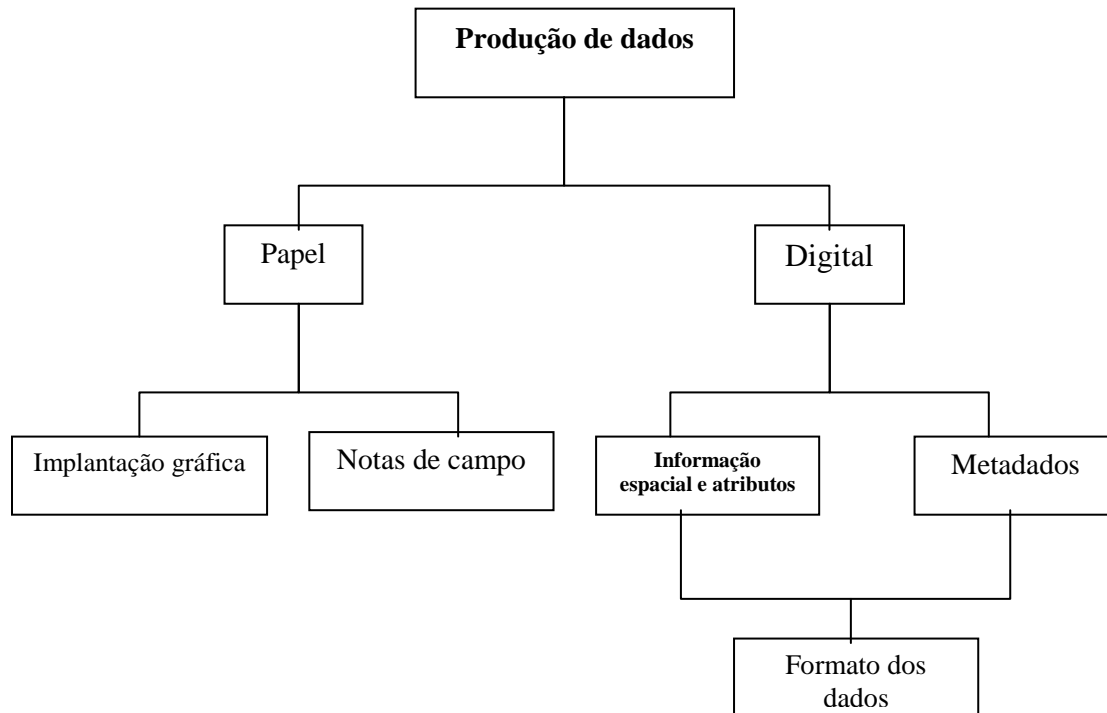 Produção de dados
Papel
Digital
Implantação gráfica
Notas de campo
Informação
espacial e atributos
Metadados
Formato dos
dados